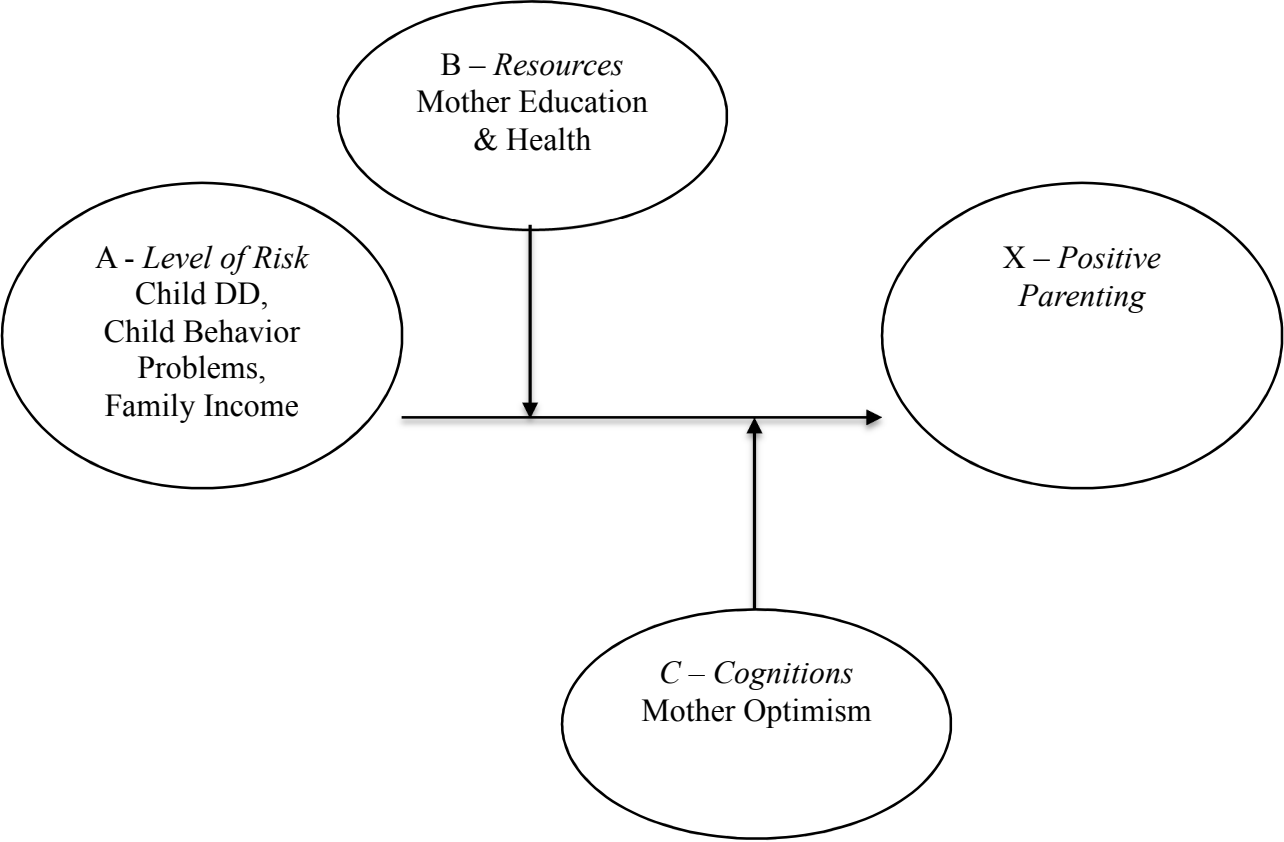 B – Resources
Mother Education
& Health
A - Level of Risk
Child DD,
Child Behavior
Problems,
Family Income
X – Positive
Parenting
C – Cognitions
Mother Optimism